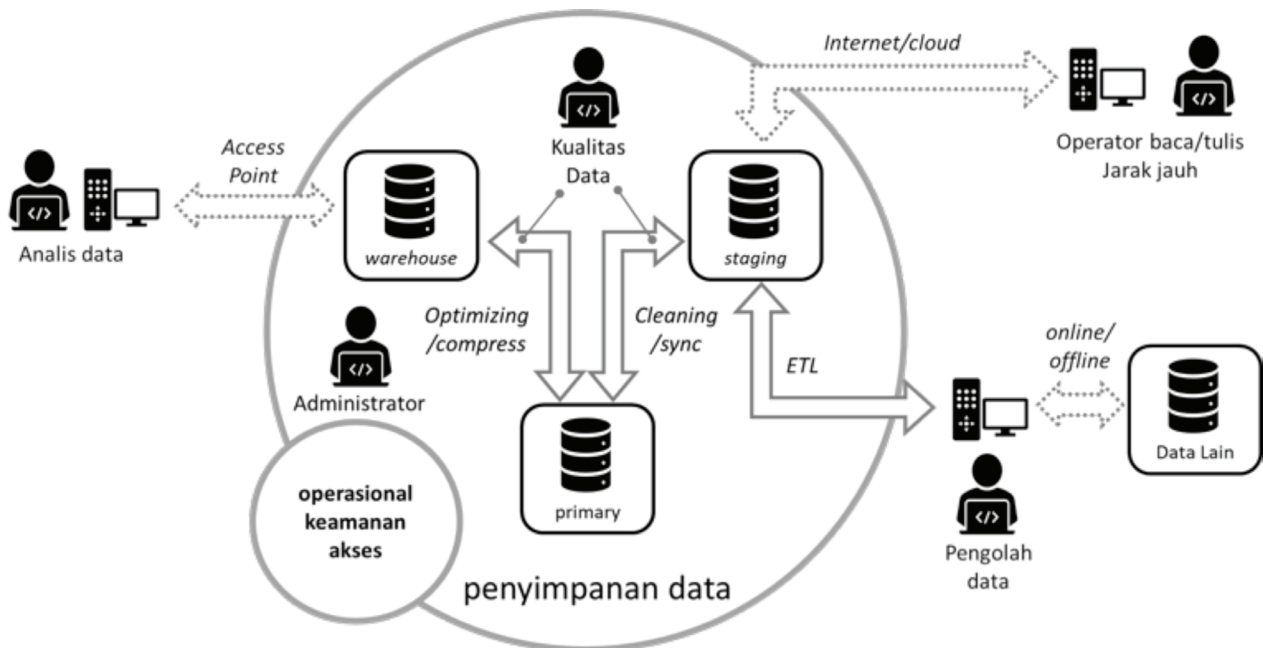 Internet/cloud
Operator baca/tulis
Jarak jauh
Kualitas
Data
Access
Point
Analis data
warehouse
staging
Optimizing
/compress
Cleaning
/sync
Administrator
ETL
online/
offline
Data Lain
primary
Pengolah
data
operasional
keamanan
akses
penyimpanan data